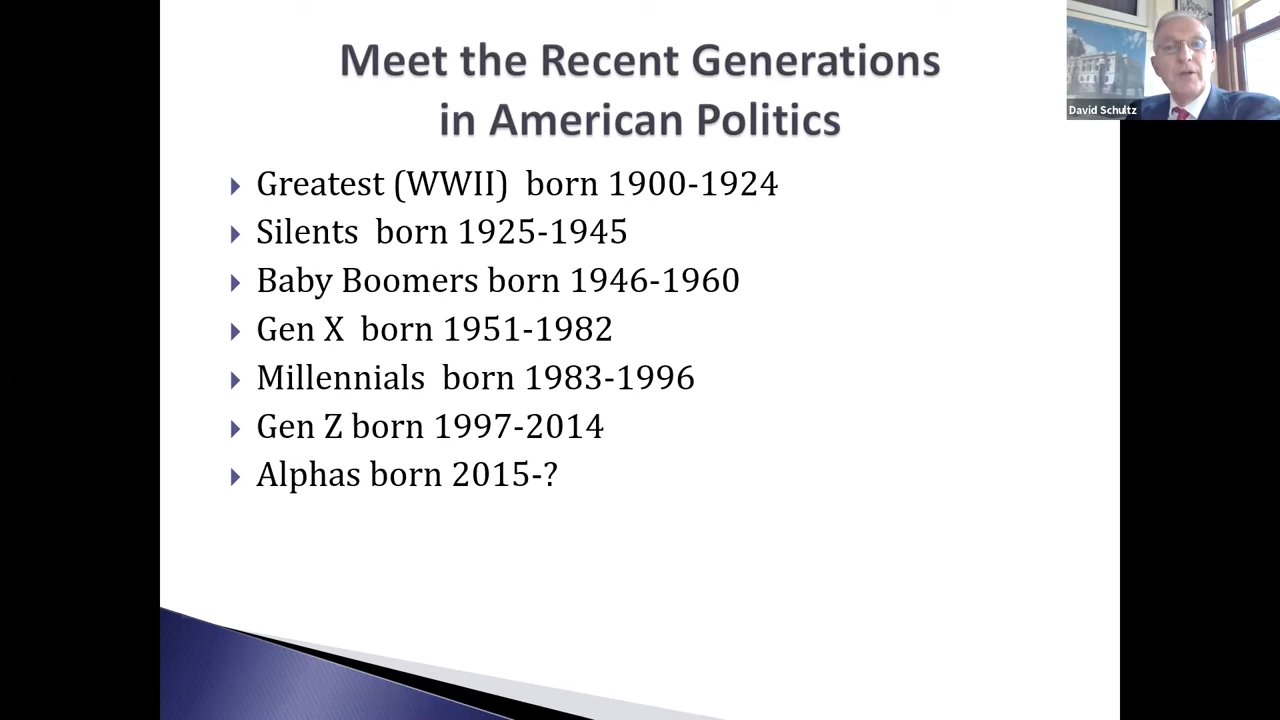 Meet the Recent Generations
in American Politics
Greatest (WWII)  born 1900-1924
Silents  born 1925-1945
Baby Boomers born 1946-1960
Gen X  born 1951-1982
Millennials  born 1983-1996
Gen Z born 1997-2014
Alphas born 2015-?
David Schultz